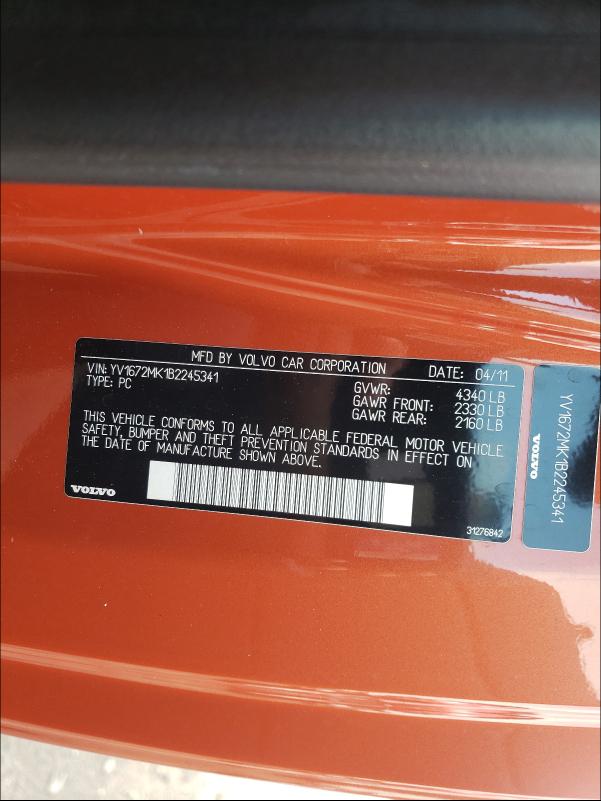 MFD BY VOLVO CAR CORPORATION DATE: 04/11
VIN: YV1672MK1B2245341
TYPE: PC
GVWR: 4340 LB
GAWR FRONT: 2330 LB
GAWR REAR: 2160 LB
THIS VEHICLE CONFORMS TO ALL APPLICABLE FEDERAL MOTOR VEHICLE
SAFETY, BUMPER AND THEFT PREVENTION STANDARDS IN EFFECT ON
THE DATE OF MANUFACTURE SHOWN ABOVE.
VOLVO
31276842
YV1672MK1B2245341
VOLVO